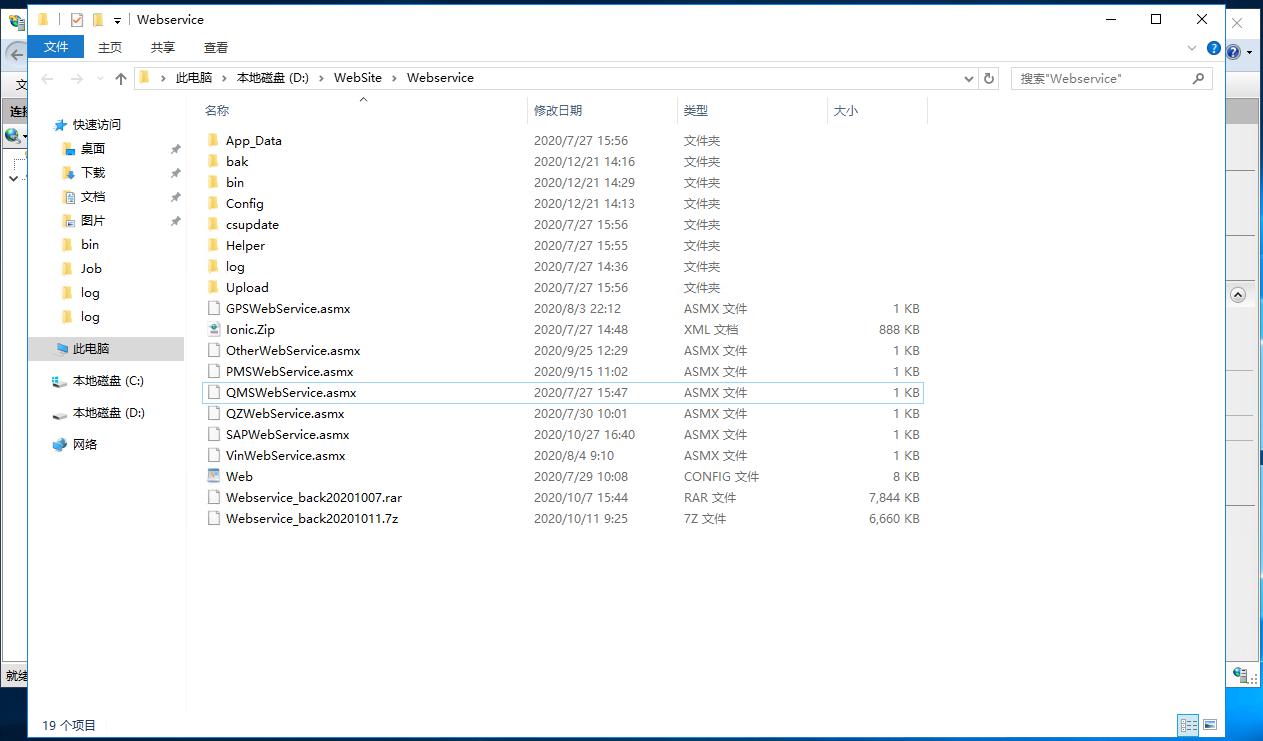 Webservice
文件 主页 共享 查看
此电脑 本地磁盘 (D:) WebSite Webservice
搜索"Webservice"
名称 修改日期 类型 大小
快速访问
桌面
下载
文档
图片
bin
Job
log
log
此电脑
本地磁盘 (C:)
本地磁盘 (D:)
网络
App_Data 2020/7/27 15:56 文件夹
bak 2020/12/21 14:16 文件夹
bin 2020/12/21 14:29 文件夹
Config 2020/12/21 14:13 文件夹
csupdate 2020/7/27 15:56 文件夹
Helper 2020/7/27 15:55 文件夹
log 2020/7/27 14:36 文件夹
Upload 2020/7/27 15:56 文件夹
GPSWebService.asmx 2020/8/3 22:12 ASMX 文件 1 KB
Ionic.Zip 2020/7/27 14:48 XML 文档 888 KB
OtherWebService.asmx 2020/9/25 12:29 ASMX 文件 1 KB
PMSWebService.asmx 2020/9/15 11:02 ASMX 文件 1 KB
QMSWebService.asmx 2020/7/27 15:47 ASMX 文件 1 KB
QZWebService.asmx 2020/7/30 10:01 ASMX 文件 1 KB
SAPWebService.asmx 2020/10/27 16:40 ASMX 文件 1 KB
VinWebService.asmx 2020/8/4 9:10 ASMX 文件 1 KB
Web 2020/7/29 10:08 CONFIG 文件 8 KB
Webservice_back20201007.rar 2020/10/7 15:44 RAR 文件 7,844 KB
Webservice_back20201011.7z 2020/10/11 9:25 7Z 文件 6,660 KB
19 个项目